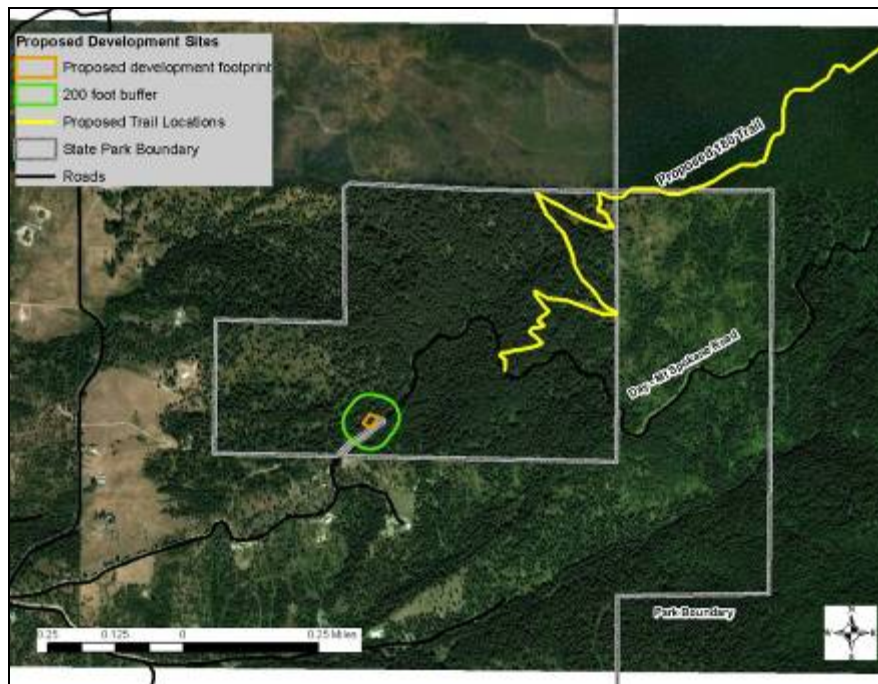 Proposed Development Sites
Proposed development footprint
200 foot buffer
Proposed Trail Locations
State Park Boundary
Roads
Proposed 180 Trail
Day - Mt Spokane Road
Park Boundary
0.25 0.125 0 0.25 Miles
N
W E
S